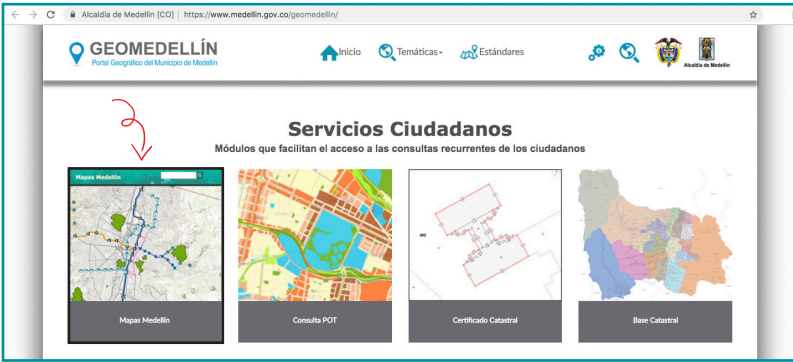 Alcaldia de Medellin [CO] | https://www.medellin.gov.co/geomedellin/
GEOMEDELLÍN
Portal Geográfico del Municipio de Medellín
Inicio
Temáticas
Estándares
Alcaldía de Medellín
Servicios Ciudadanos
Módulos que facilitan el acceso a las consultas recurrentes de los ciudadanos
Mapas Medellín
Mapas Medellín
Consulta POT
Certificado Catastral
Base Catastral